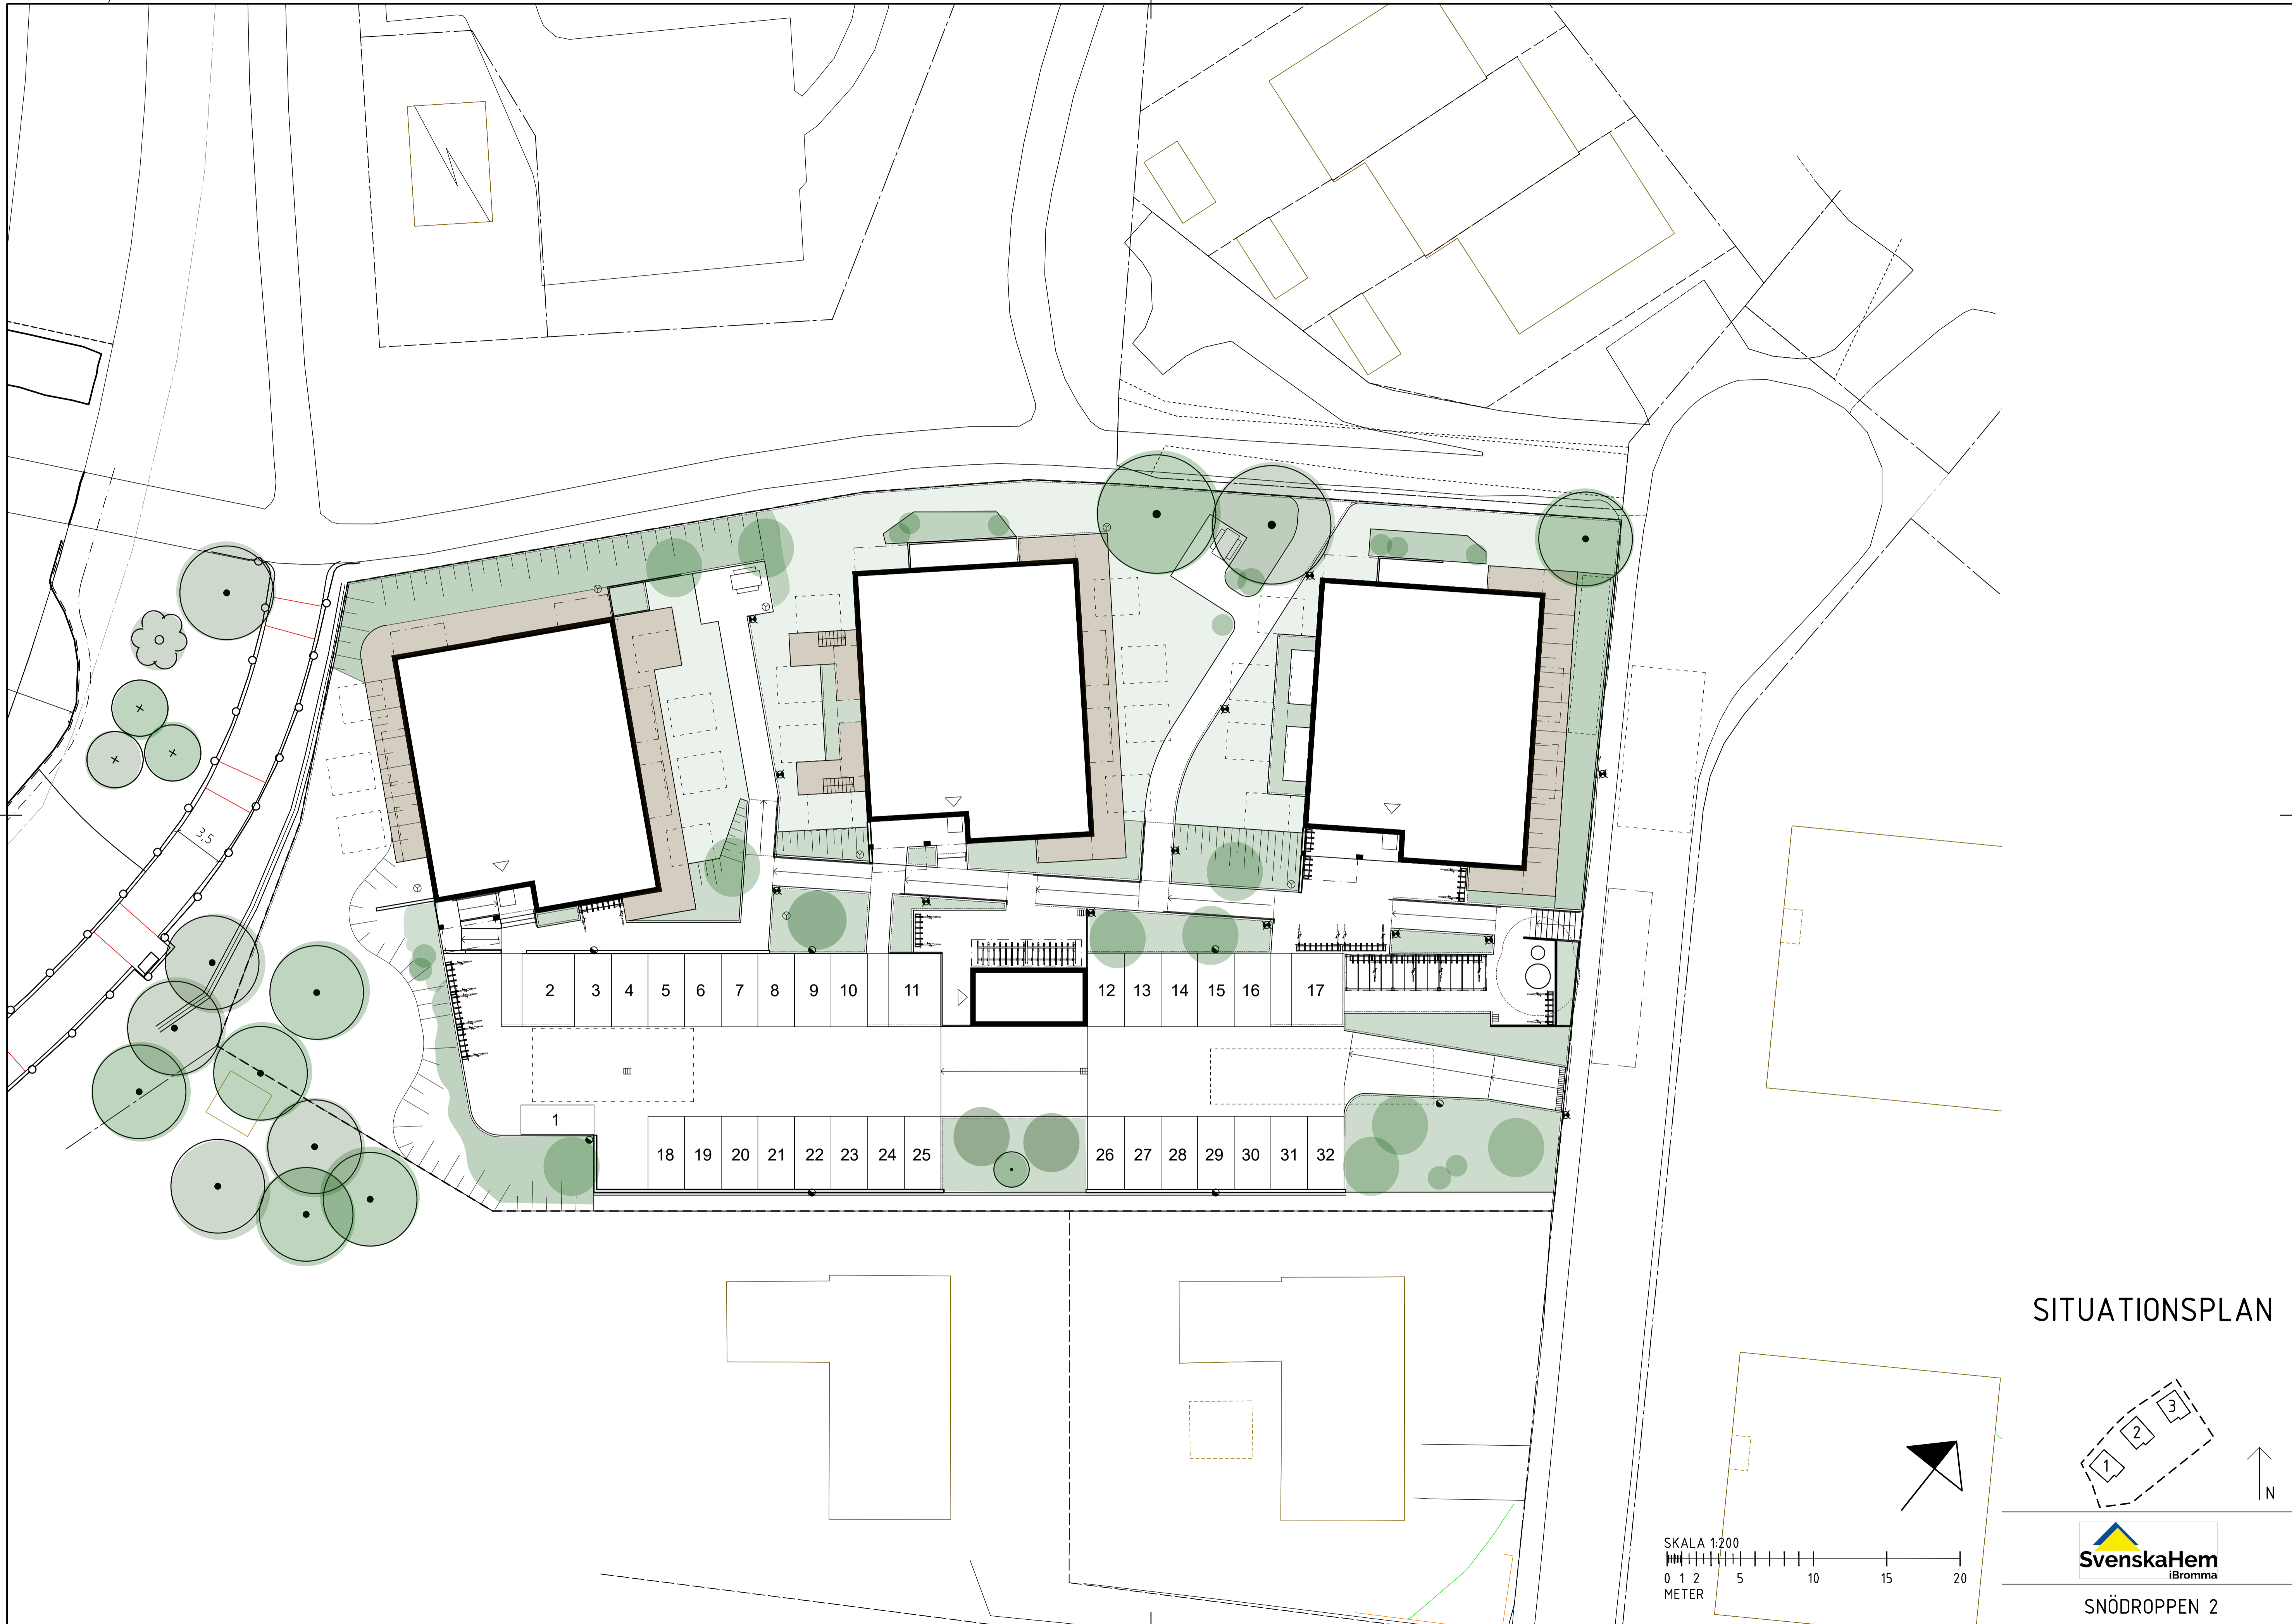 3,5
2 3 4 5 6 7 8 9 10 11 12 13 14 15 16 17
1
18 19 20 21 22 23 24 25 26 27 28 29 30 31 32
SITUATIONSPLAN
3
2
1
N
SKALA 1:200
0 1 2 5 10 15 20
METER
SvenskaHem
iBromma
SNÖDROPPEN 2